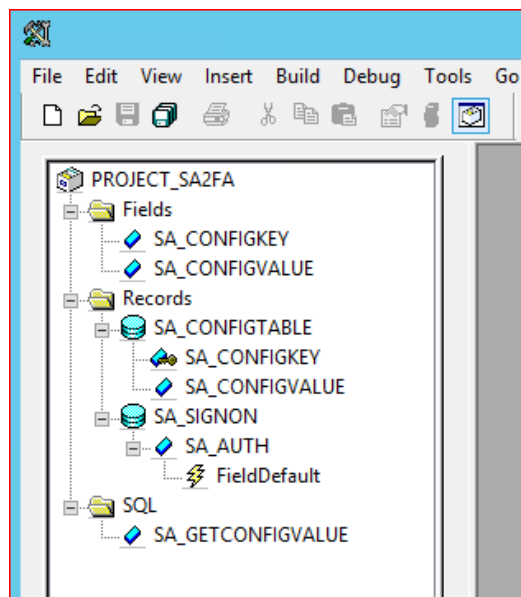 File Edit View Insert Build Debug Tools Go
PROJECT_SA2FA
Fields
SA_CONFIGKEY
SA_CONFIGVALUE
Records
SA_CONFIGTABLE
SA_CONFIGKEY
SA_CONFIGVALUE
SA_SIGNON
SA_AUTH
FieldDefault
SQL
SA_GETCONFIGVALUE